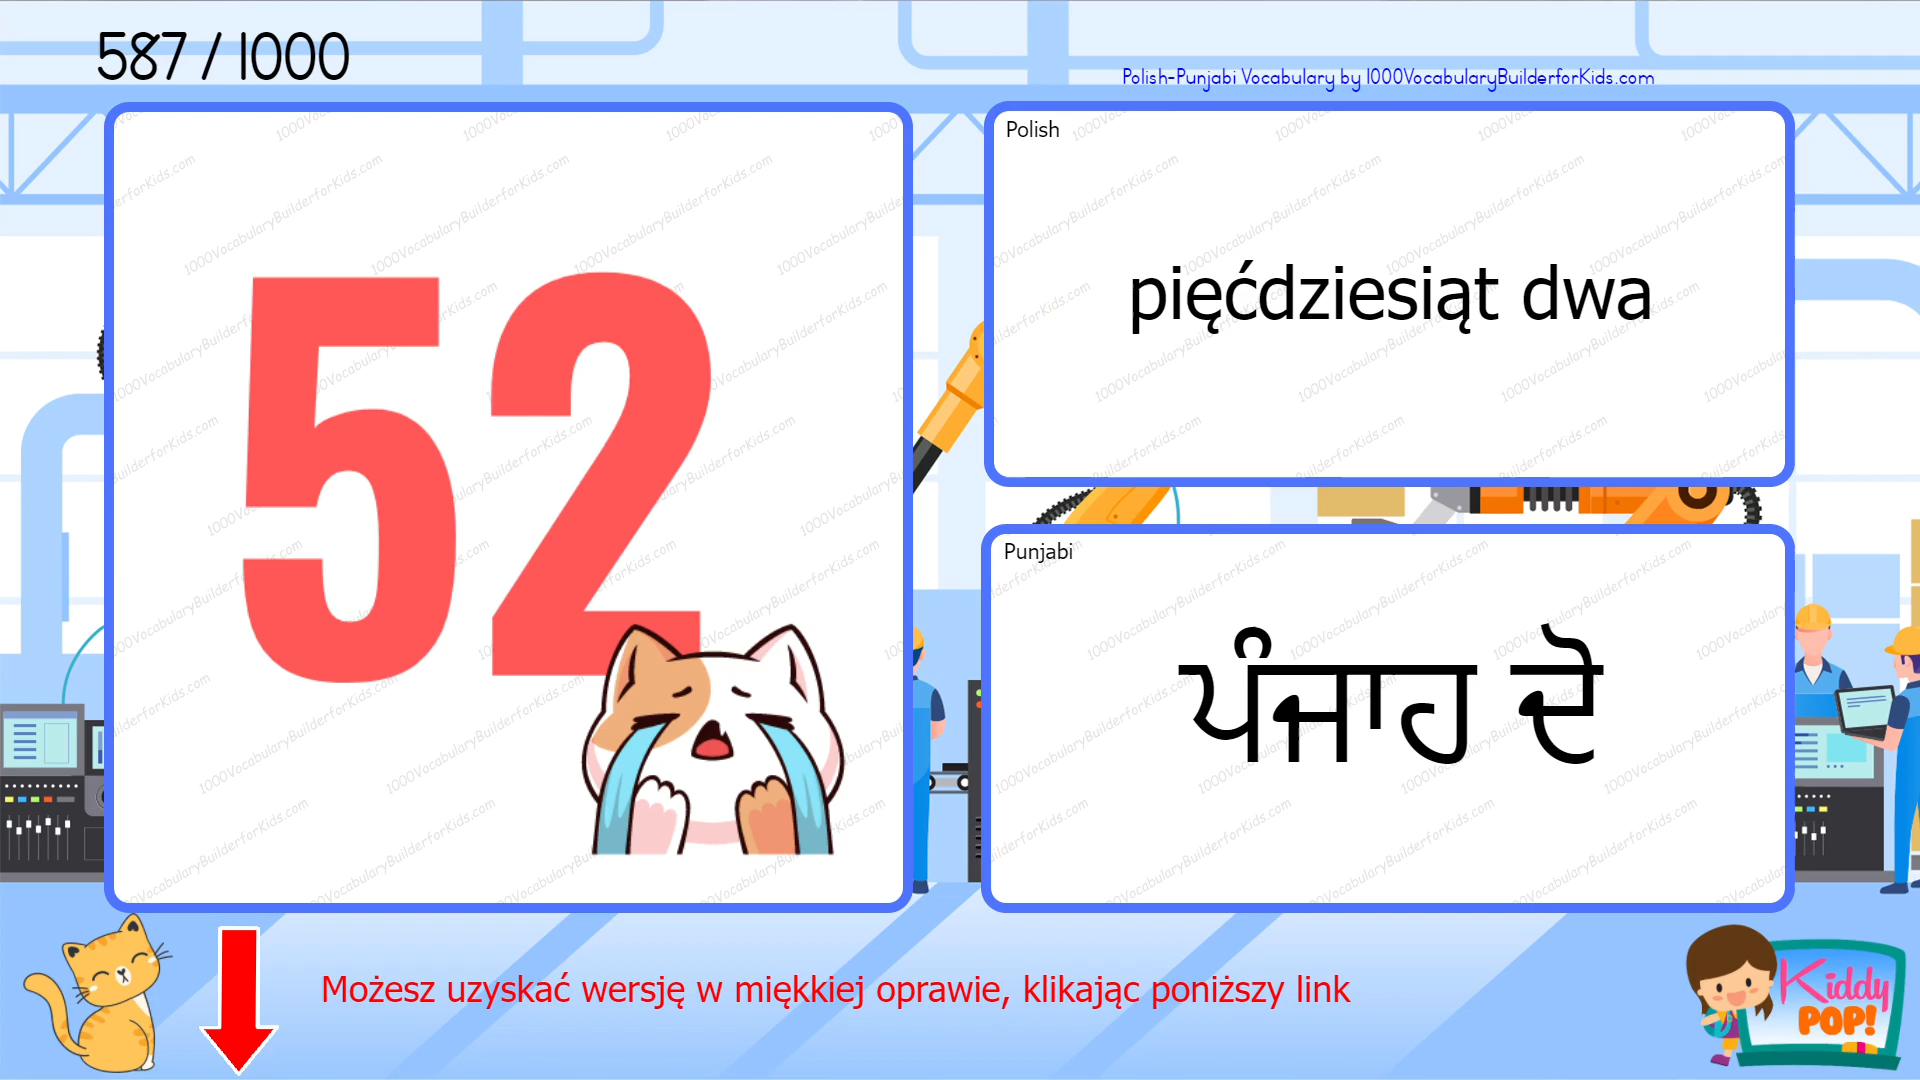 587 / 1000
Polish-Punjabi Vocabulary by 1000VocabularyBuilderforKids.com
52
Polish
pięćdziesiąt dwa
Punjabi
ਪੰਜਾਹ ਦੋ
Możesz uzyskać wersję w miękkiej oprawie, klikając poniższy link
Kiddy
POP!